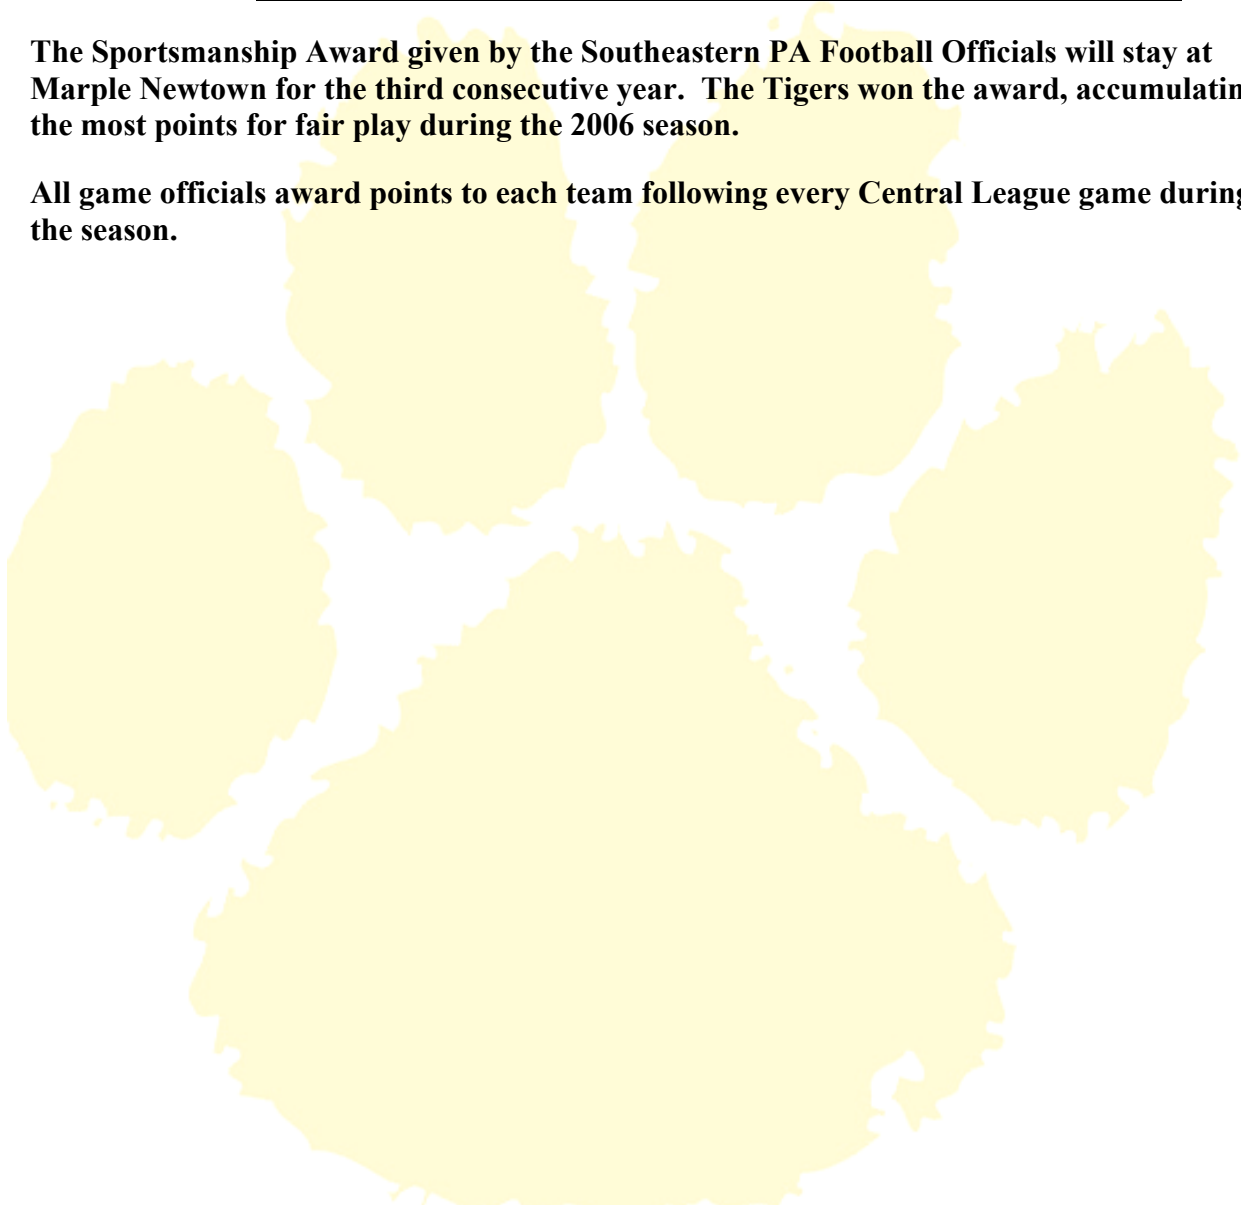 The Sportsmanship Award given by the Southeastern PA Football Officials will stay at
Marple Newtown for the third consecutive year.  The Tigers won the award, accumulatin
the most points for fair play during the 2006 season.
All game officials award points to each team following every Central League game during
the season.